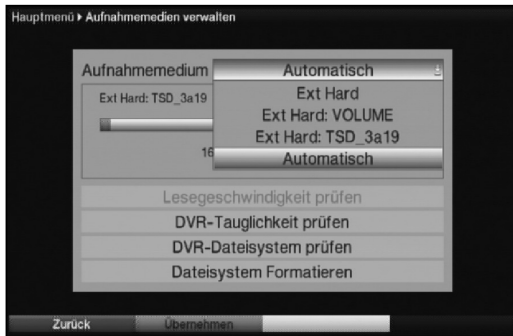 Hauptmenü ▸ Aufnahmemedien verwalten
Aufnahmemedium Automatisch
Ext Hard: TSD_3a19
Ext Hard
Ext Hard: VOLUME
Ext Hard: TSD_3a19
16
Automatisch
Lesegeschwindigkeit prüfen
DVR-Tauglichkeit prüfen
DVR-Dateisystem prüfen
Dateisystem Formatieren
Zurück Übernehmen